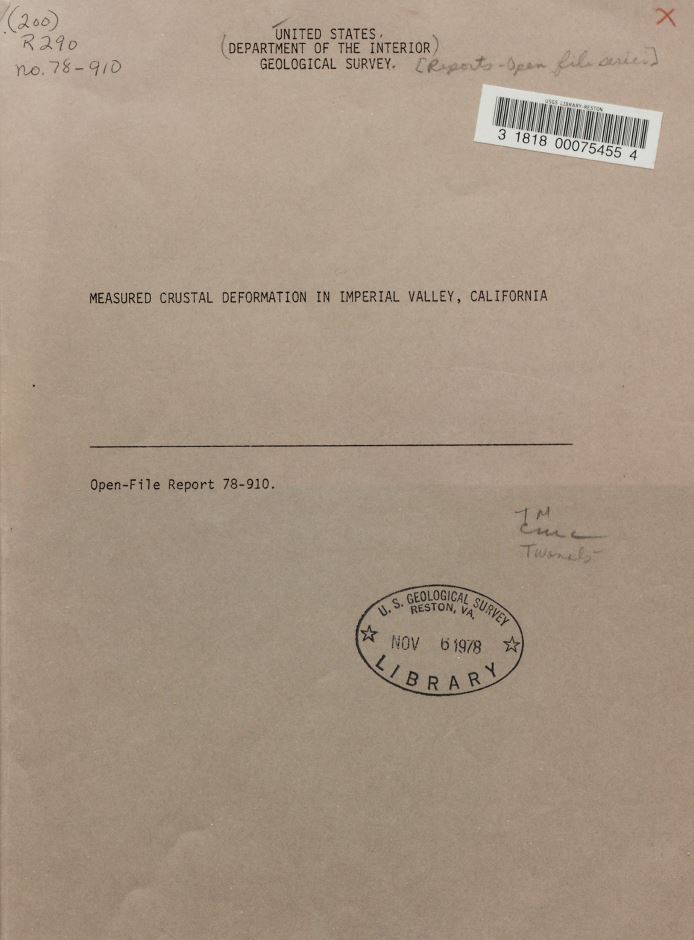 (200)
R290
no. 78-910
UNITED STATES.
(DEPARTMENT OF THE INTERIOR)
GEOLOGICAL SURVEY. [Reports-Open file series]
USGS LIBRARY-RESTON
3 1818 00075455 4
MEASURED CRUSTAL DEFORMATION IN IMPERIAL VALLEY, CALIFORNIA
Open-File Report 78-910.
TM
U. S. GEOLOGICAL SURVEY
RESTON, VA.
NOV 6 1978
LIBRARY